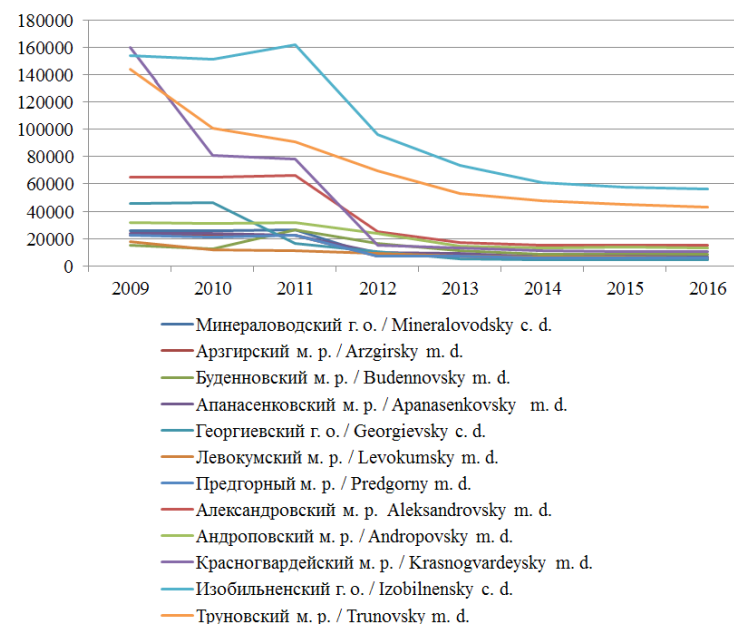 180000
160000
140000
120000
100000
80000
60000
40000
20000
0
2009 2010 2011 2012 2013 2014 2015 2016
Минераловодский г. о. / Mineralovodsky c. d.
Арзгирский м. р. / Arzgirsky m. d.
Буденновский м. р. / Budennovsky m. d.
Апанасенковский м. р. / Apanasenkovsky m. d.
Георгиевский г. о. / Georgievsky c. d.
Левокумский м. р. / Levokumsky m. d.
Предгорный м. р. / Predgorny m. d.
Александровский м. р. Aleksandrovsky m. d.
Андроповский м. р. / Andropovsky m. d.
Красногвардейский м. р. / Krasnogvardeysky m. d.
Изобильненский г. о. / Izobilnensky c. d.
Труновский м. р. / Trunovsky m. d.